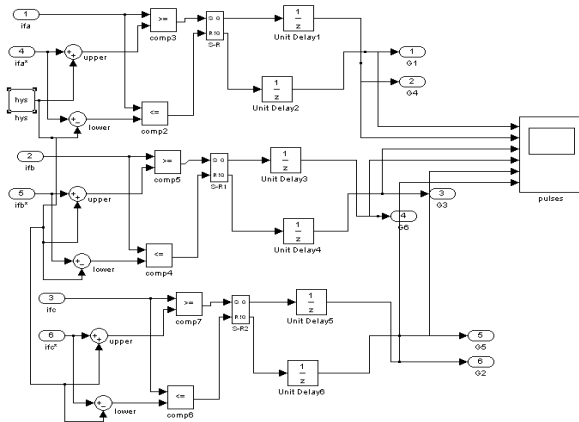 1
ifa
>=
comp3
S-R
1
z
Unit Delay1
1
G1
4
ifa*
upper
1
z
Unit Delay2
2
G4
hys
hys
lower
<=
comp2
2
ifb
>=
comp5
S-R1
1
z
Unit Delay3
pulses
5
ifb*
upper
3
G3
4
G6
1
z
Unit Delay4
lower
<=
comp4
3
ifc
>=
comp7
S-R2
1
z
Unit Delay5
6
ifc*
upper
5
G5
6
G2
1
z
Unit Delay6
lower
<=
comp6